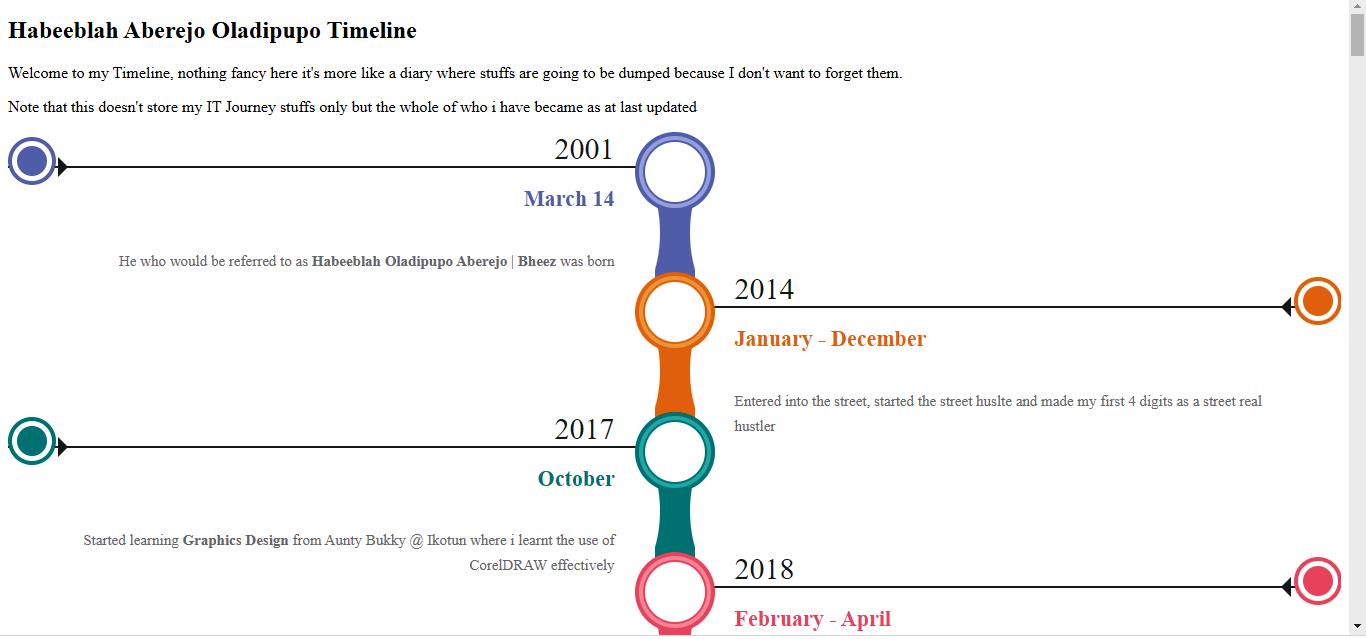 Habeeblah Aberejo Oladipupo Timeline
Welcome to my Timeline, nothing fancy here it's more like a diary where stuffs are going to be dumped because I don't want to forget them.
Note that this doesn't store my IT Journey stuffs only but the whole of who i have became as at last updated
2001
March 14
He who would be referred to as Habeeblah Oladipupo Aberejo | Bheez was born
2014
January - December
Entered into the street, started the street huslte and made my first 4 digits as a street real
hustler
2017
October
Started learning Graphics Design from Aunty Bukky @ Ikotun where i learnt the use of
CorelDRAW effectively
2018
February - April